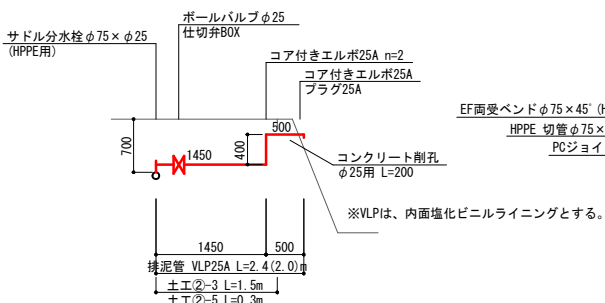 ボールバルブφ25
仕切弁BOX
サドル分水栓φ75×φ25
(HPPE用)
コア付きエルボ25A n=2
コア付きエルボ25A
プラグ25A
EF両受ベンドφ75×45°(H
HPPE 切管φ75×
PCジョイ
500
700
1450
400
コンクリート削孔
φ25用 L=200
※VLPは、内面塩化ビニルライニングとする。
1450
500
排泥管 VLP25A L=2.4(2.0)m
土工②-3 L=1.5m
土工②-5 L=0.3m